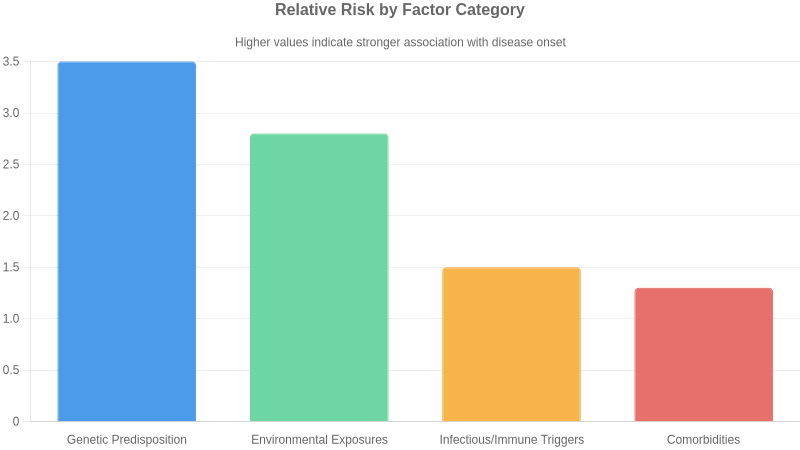 Relative Risk by Factor Category
Higher values indicate stronger association with disease onset
3.5
3.0
2.5
2.0
1.5
1.0
0.5
0
Genetic Predisposition
Environmental Exposures
Infectious/Immune Triggers
Comorbidities